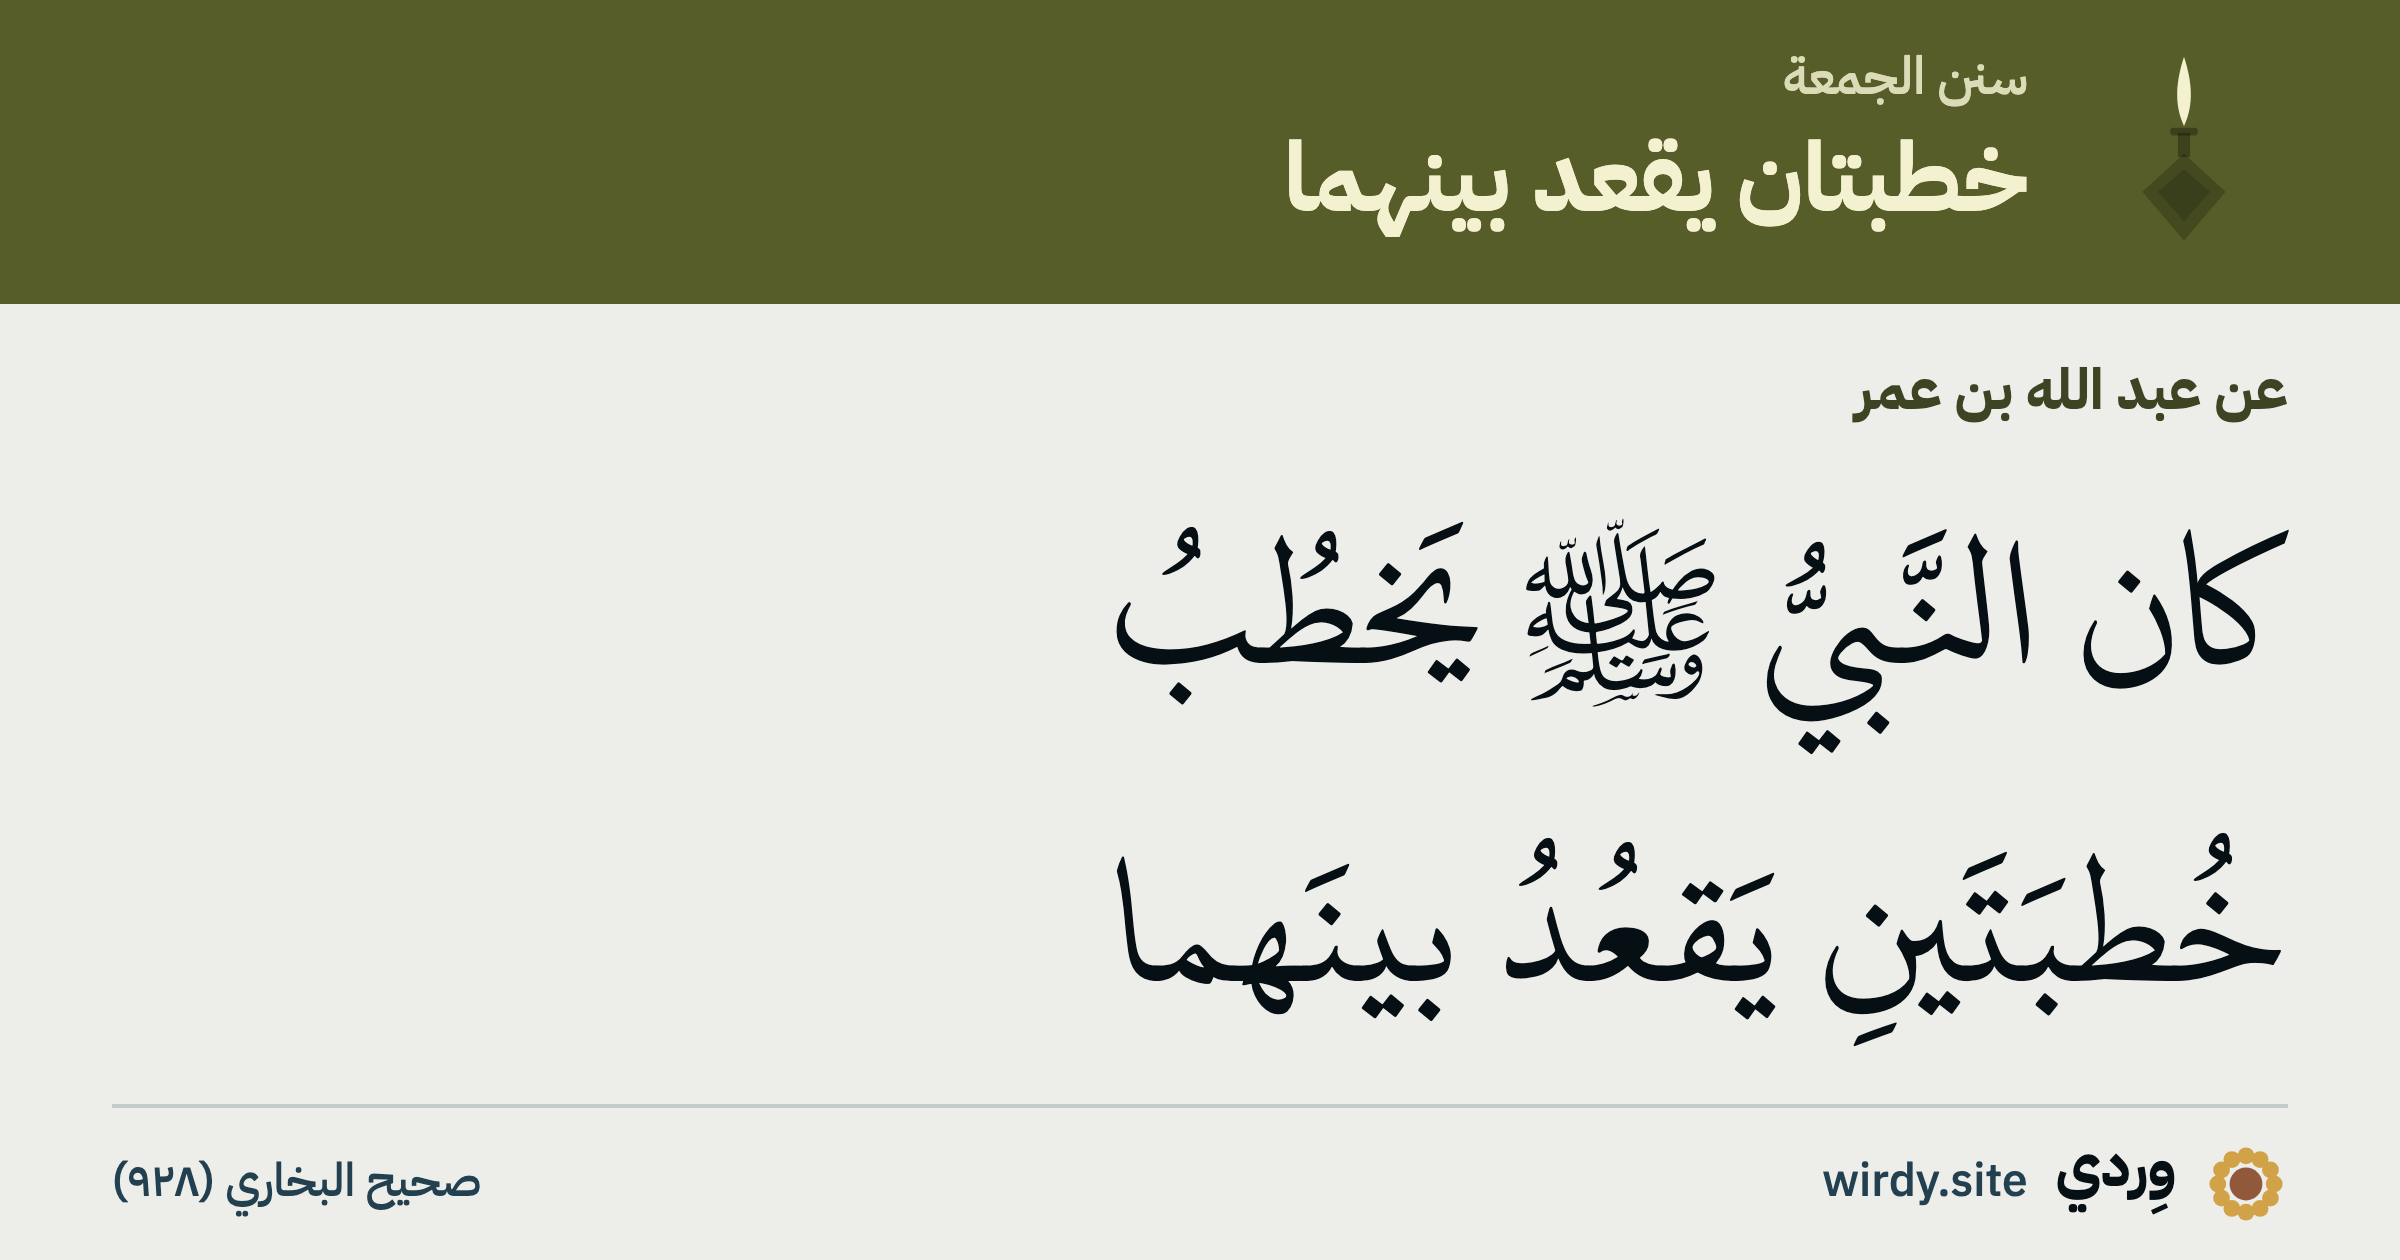 سنن الجمعة
خطبتان يقعد بينهما
عن عبد الله بن عمر
كان النَّبيُّ ﷺ يَخطُبُ
خُطبَتَينِ يَقعُدُ بينَهما
وِردي wirdy.site
صحيح البخاري (٩٢٨)